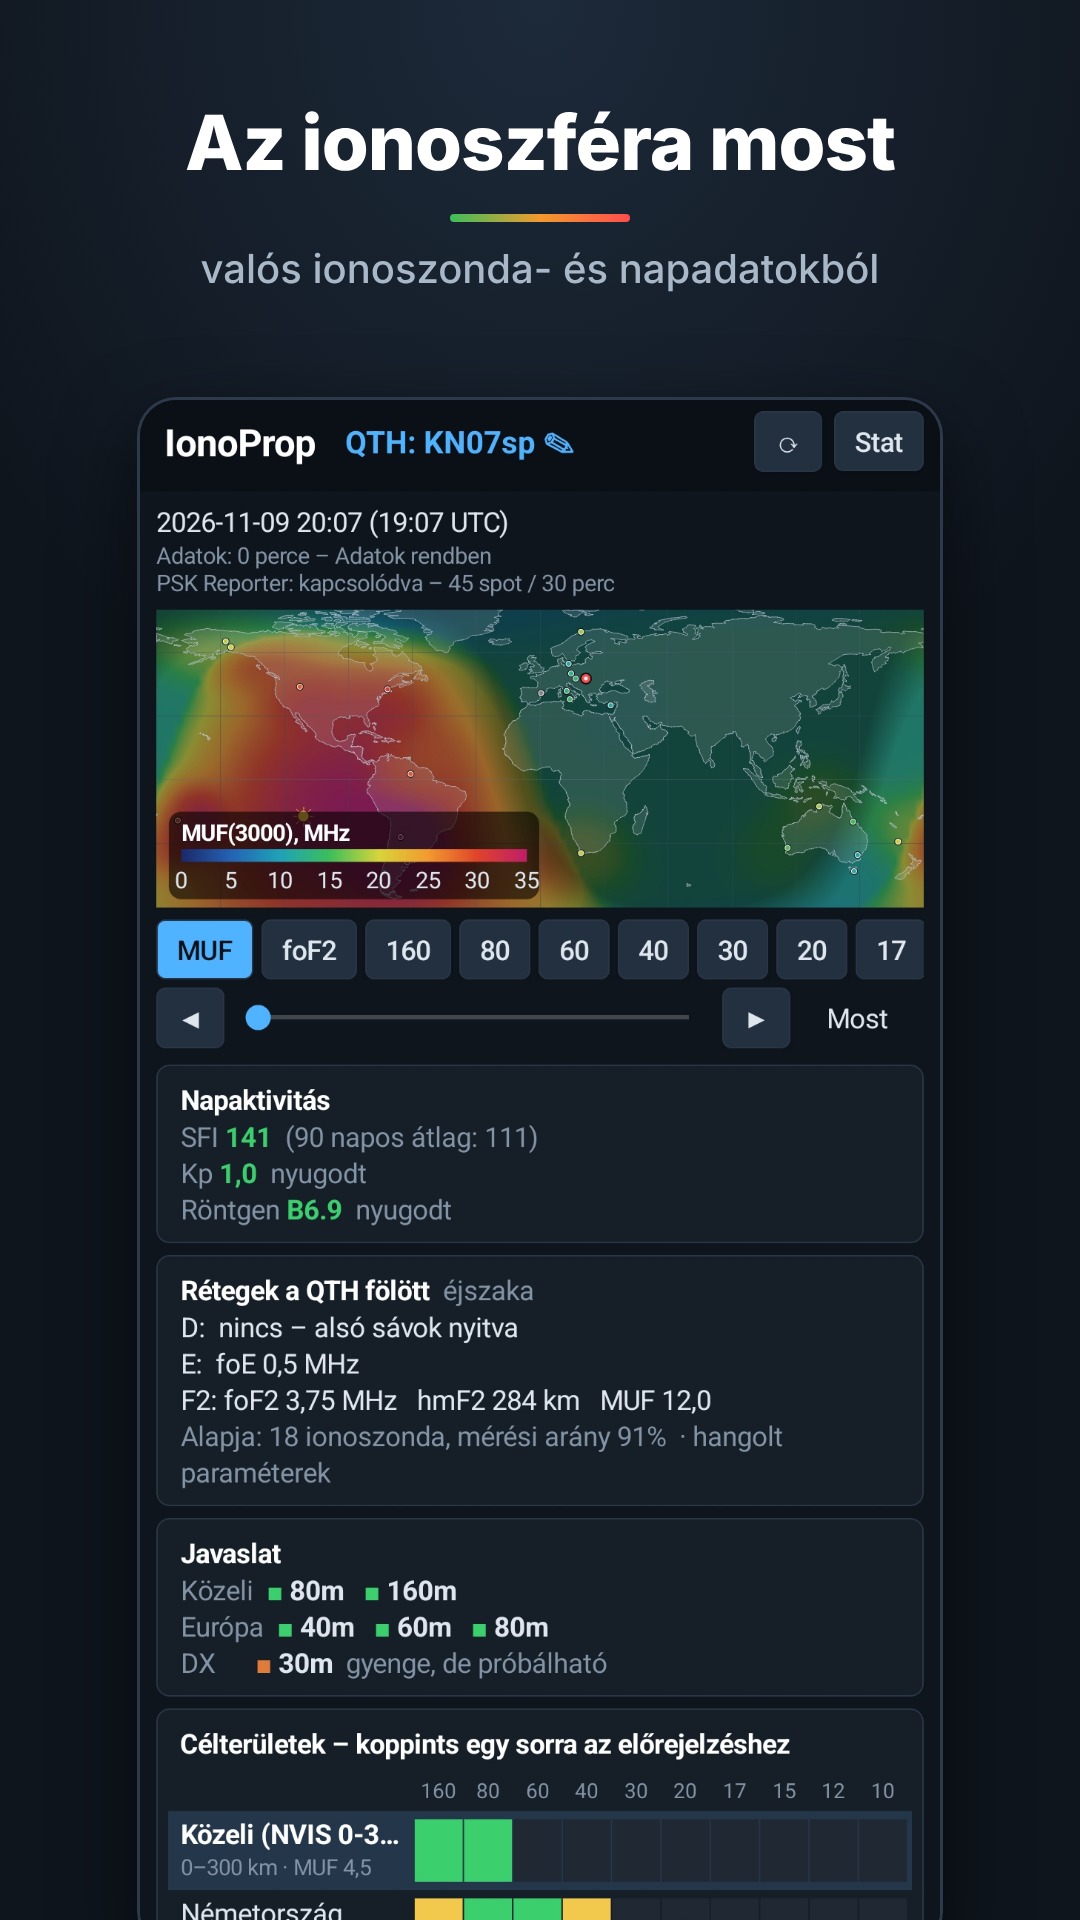 Az ionoszféra most
valós ionoszonda- és napadatokból
IonoProp QTH: KN07sp ✎ ⟳ Stat
2026-11-09 20:07 (19:07 UTC)
Adatok: 0 perce – Adatok rendben
PSK Reporter: kapcsolódva – 45 spot / 30 perc
MUF(3000), MHz
0 5 10 15 20 25 30 35
MUF foF2 160 80 60 40 30 20 17
◀ ▶ Most
Napaktivitás
SFI 141 (90 napos átlag: 111)
Kp 1,0 nyugodt
Röntgen B6.9 nyugodt
Rétegek a QTH fölött éjszaka
D: nincs – alsó sávok nyitva
E: foE 0,5 MHz
F2: foF2 3,75 MHz hmF2 284 km MUF 12,0
Alapja: 18 ionoszonda, mérési arány 91% · hangolt
paraméterek
Javaslat
Közeli ■ 80m ■ 160m
Európa ■ 40m ■ 60m ■ 80m
DX ■ 30m gyenge, de próbálható
Célterületek – koppints egy sorra az előrejelzéshez
160 80 60 40 30 20 17 15 12 10
Közeli (NVIS 0-3...
0–300 km · MUF 4,5
Németország